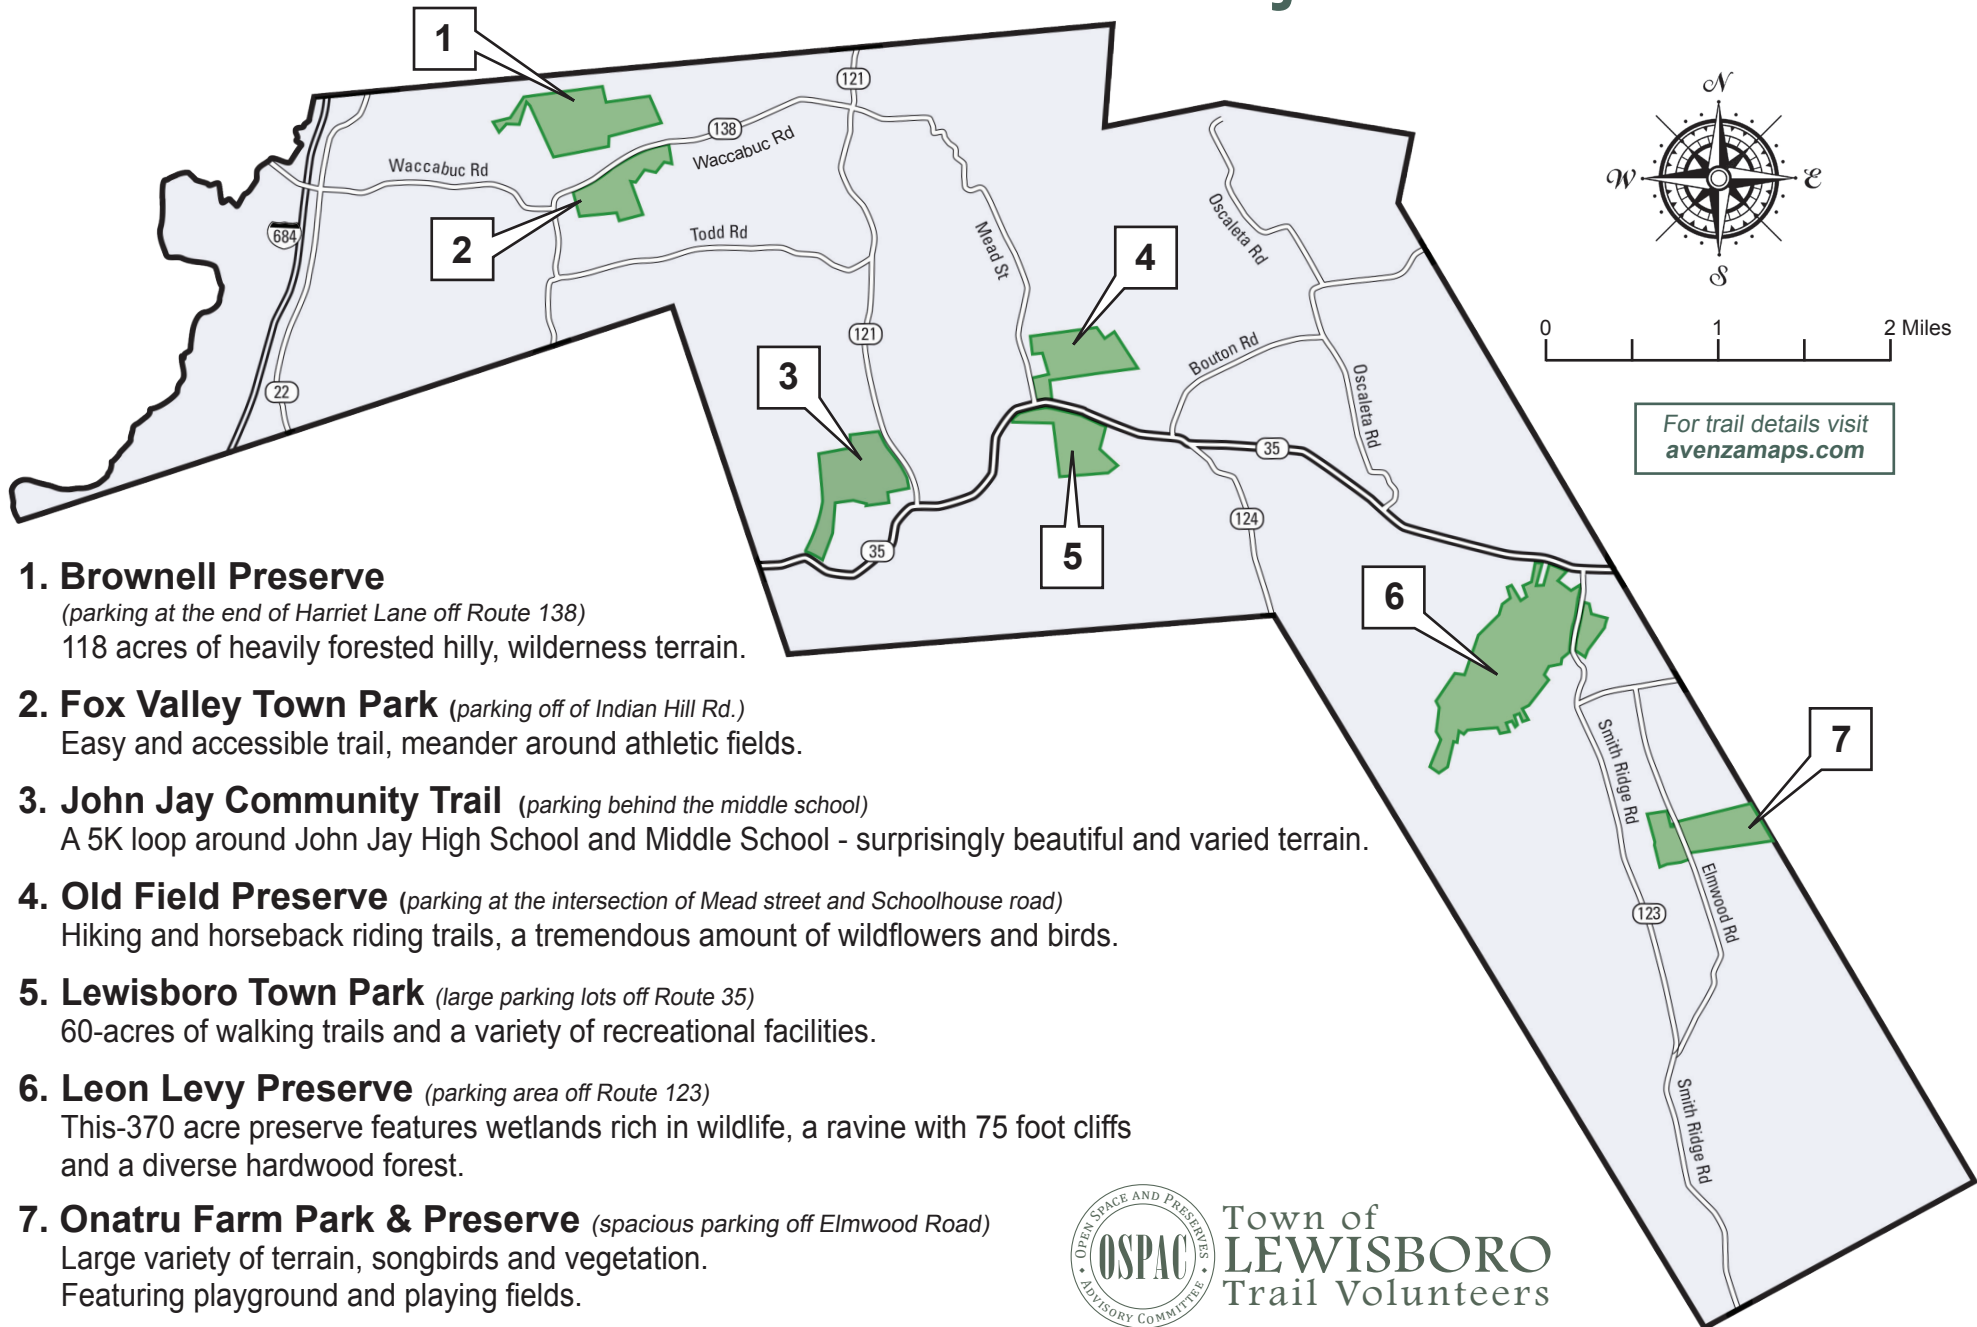 1
2
3
4
5
6
7
121
138
Waccabuc Rd
Waccabuc Rd
684
Todd Rd
Mead St
Oscaleta Rd
121
22
Bouton Rd
Oscaleta Rd
35
124
35
Smith Ridge Rd
Elmwood Rd
123
Smith Ridge Rd
N
W
E
S
0 1 2 Miles
For trail details visit
avenzamaps.com
1. Brownell Preserve
(parking at the end of Harriet Lane off Route 138)
118 acres of heavily forested hilly, wilderness terrain.
2. Fox Valley Town Park (parking off of Indian Hill Rd.)
Easy and accessible trail, meander around athletic fields.
3. John Jay Community Trail (parking behind the middle school)
A 5K loop around John Jay High School and Middle School - surprisingly beautiful and varied terrain.
4. Old Field Preserve (parking at the intersection of Mead street and Schoolhouse road)
Hiking and horseback riding trails, a tremendous amount of wildflowers and birds.
5. Lewisboro Town Park (large parking lots off Route 35)
60-acres of walking trails and a variety of recreational facilities.
6. Leon Levy Preserve (parking area off Route 123)
This-370 acre preserve features wetlands rich in wildlife, a ravine with 75 foot cliffs
and a diverse hardwood forest.
7. Onatru Farm Park & Preserve (spacious parking off Elmwood Road)
Large variety of terrain, songbirds and vegetation.
Featuring playground and playing fields.
OPEN SPACE AND PRESERVES
OSPAC
ADVISORY COMMITTEE
Town of
LEWISBORO
Trail Volunteers